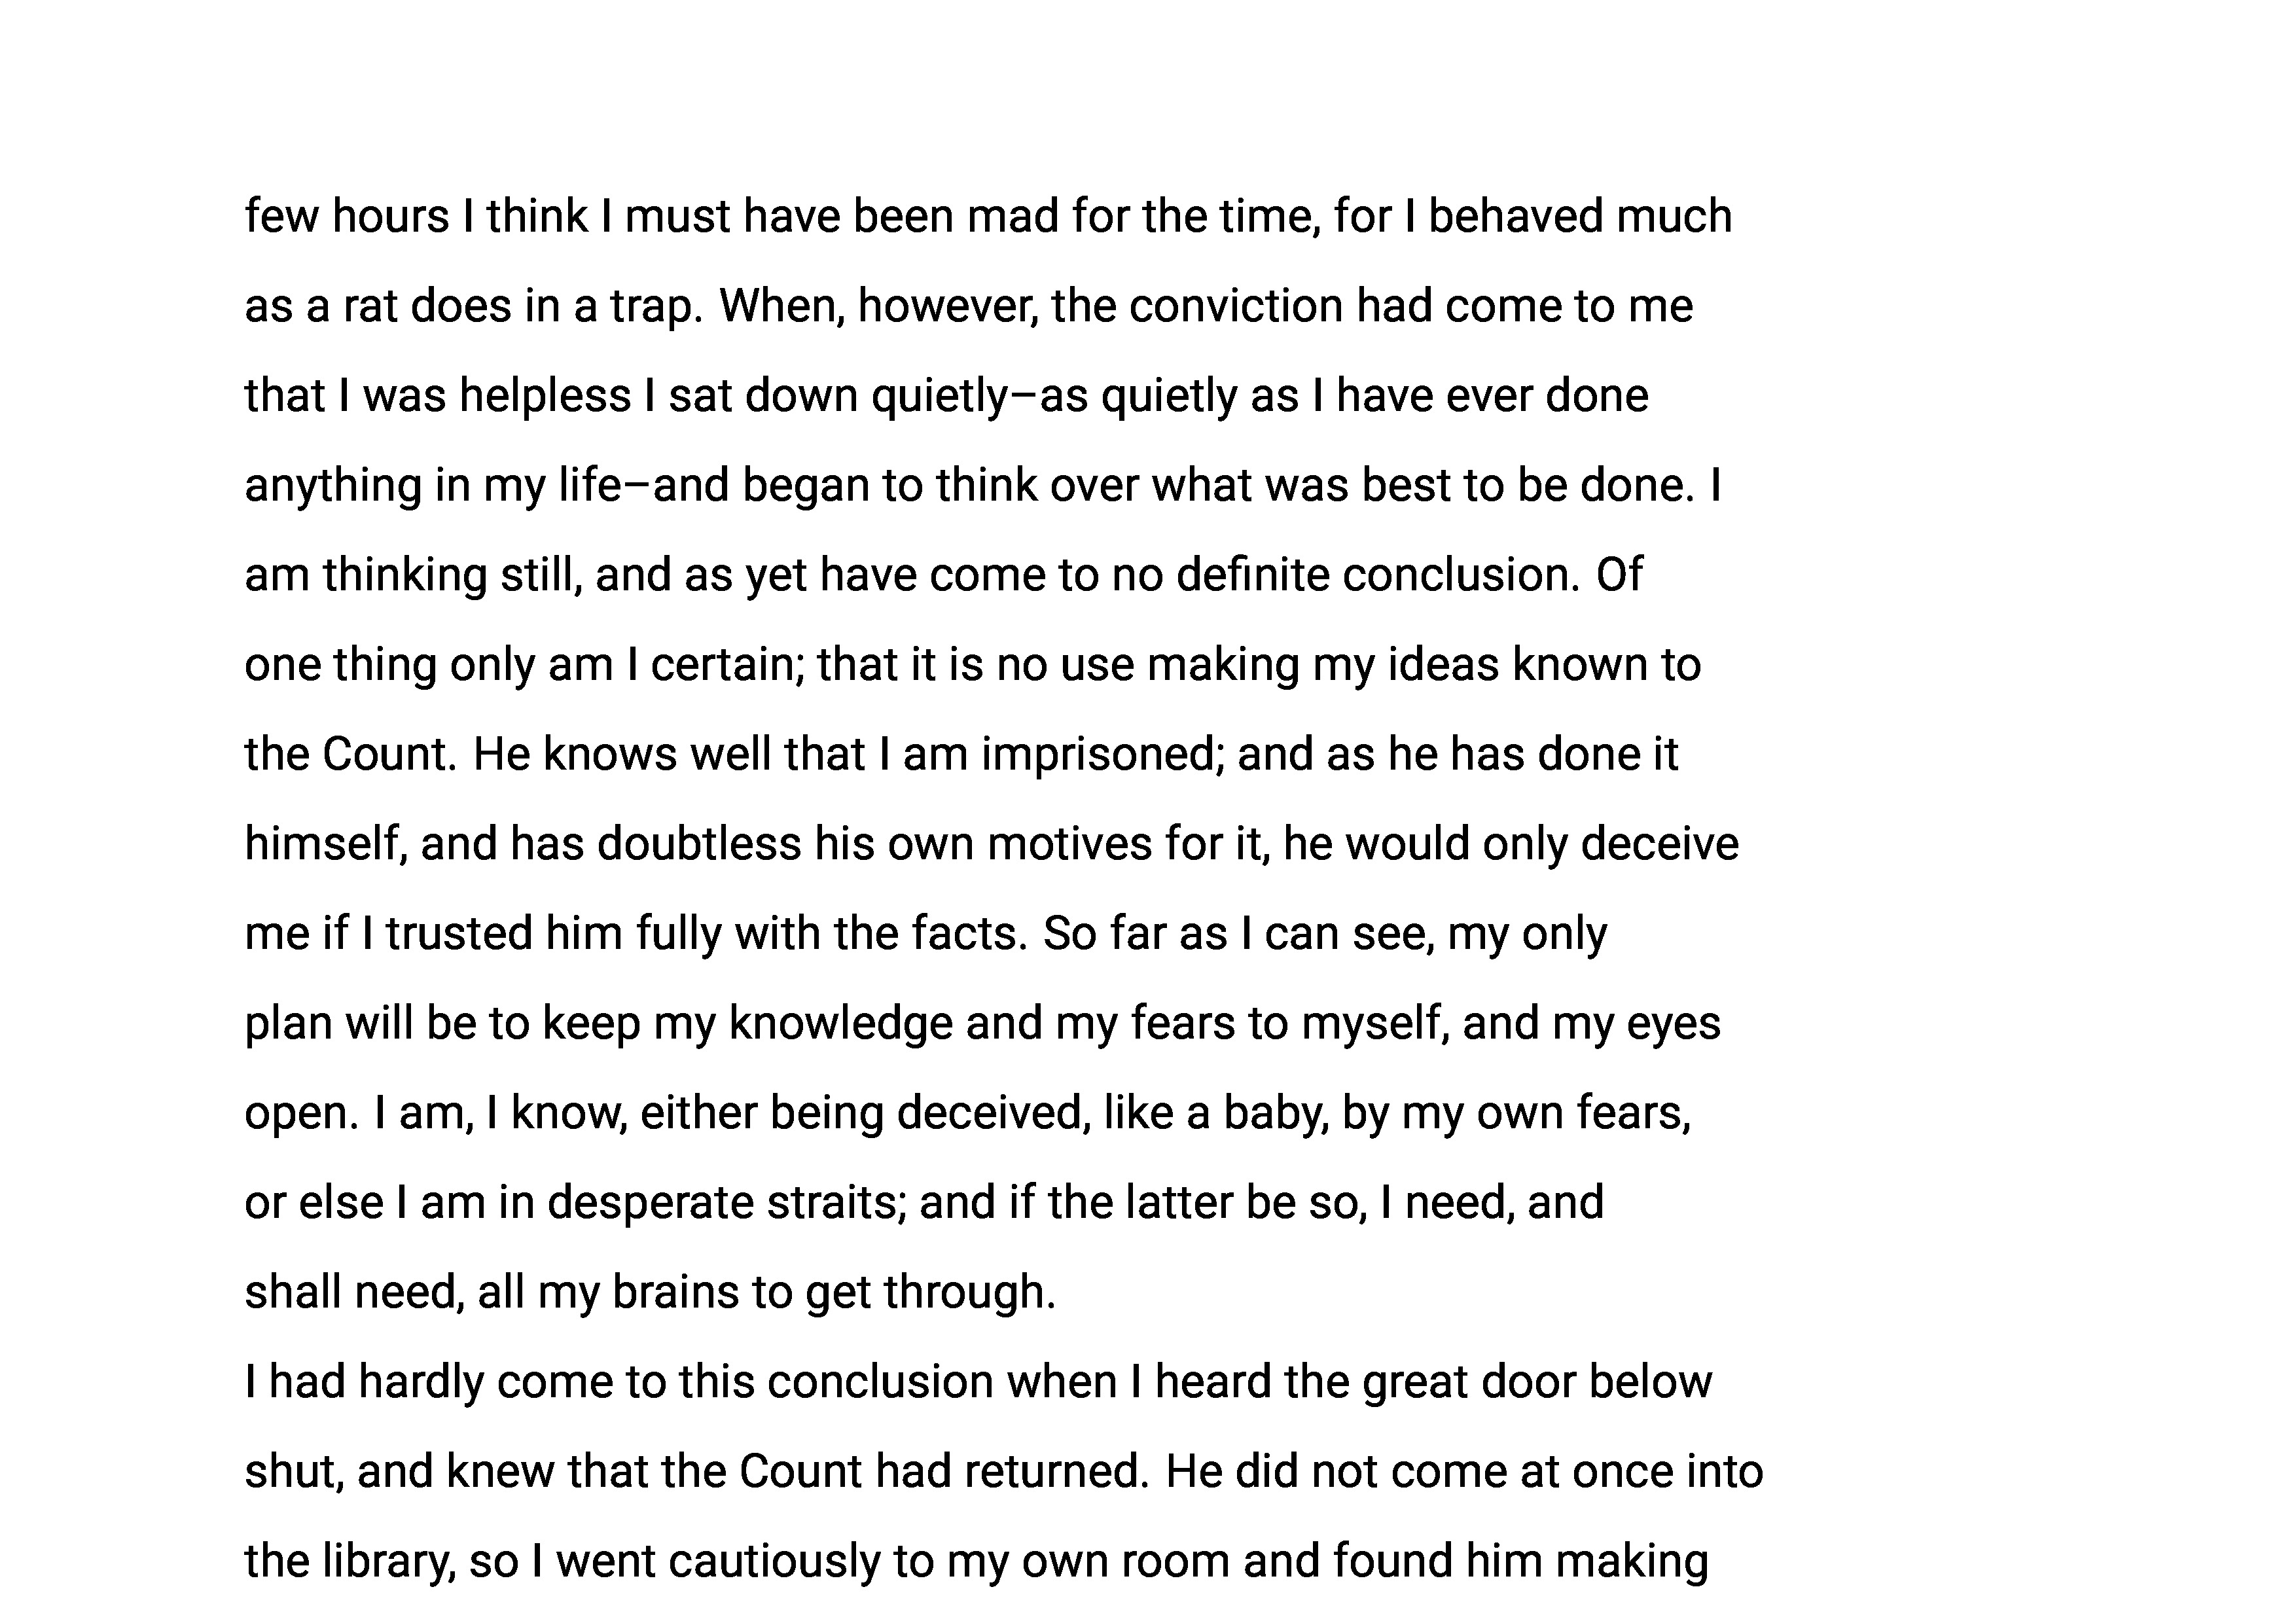 few hours I think I must have been mad for the time, for I behaved much
as a rat does in a trap. When, however, the conviction had come to me
that I was helpless I sat down quietly–as quietly as I have ever done
anything in my life–and began to think over what was best to be done. I
am thinking still, and as yet have come to no definite conclusion. Of
one thing only am I certain; that it is no use making my ideas known to
the Count. He knows well that I am imprisoned; and as he has done it
himself, and has doubtless his own motives for it, he would only deceive
me if I trusted him fully with the facts. So far as I can see, my only
plan will be to keep my knowledge and my fears to myself, and my eyes
open. I am, I know, either being deceived, like a baby, by my own fears,
or else I am in desperate straits; and if the latter be so, I need, and
shall need, all my brains to get through.
I had hardly come to this conclusion when I heard the great door below
shut, and knew that the Count had returned. He did not come at once into
the library, so I went cautiously to my own room and found him making